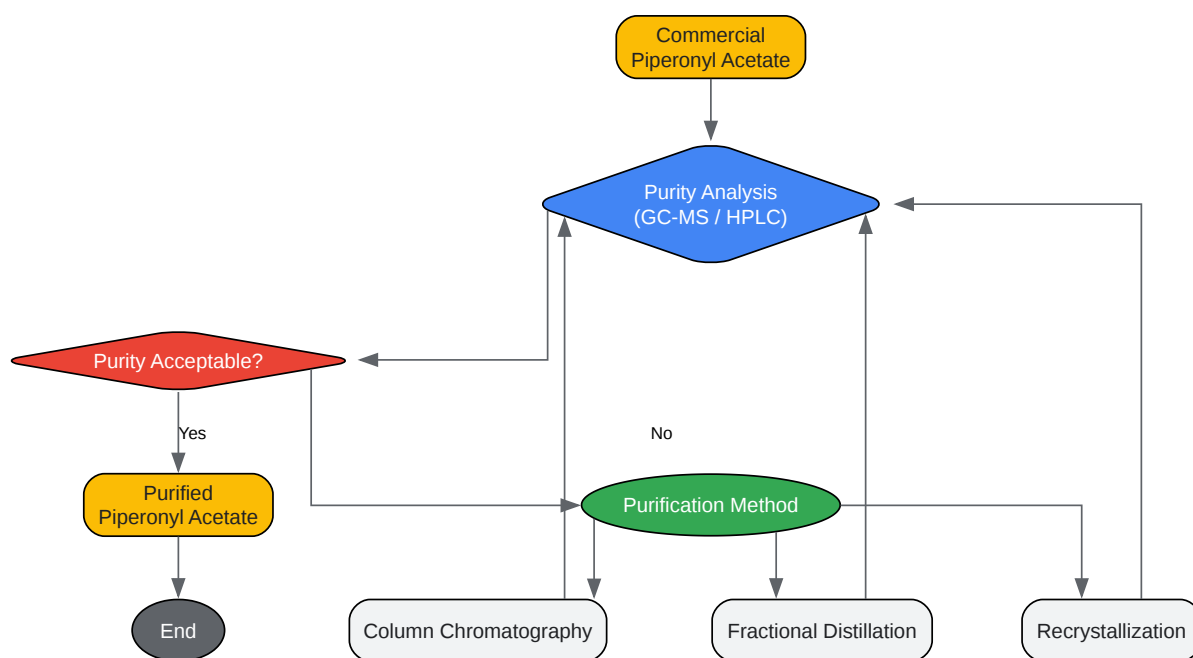 Commercial
Piperonyl Acetate
Purity Analysis
(GC-MS / HPLC)
Purity Acceptable?
Yes
No
Purified
Piperonyl Acetate
Purification Method
End
Column Chromatography
Fractional Distillation
Recrystallization